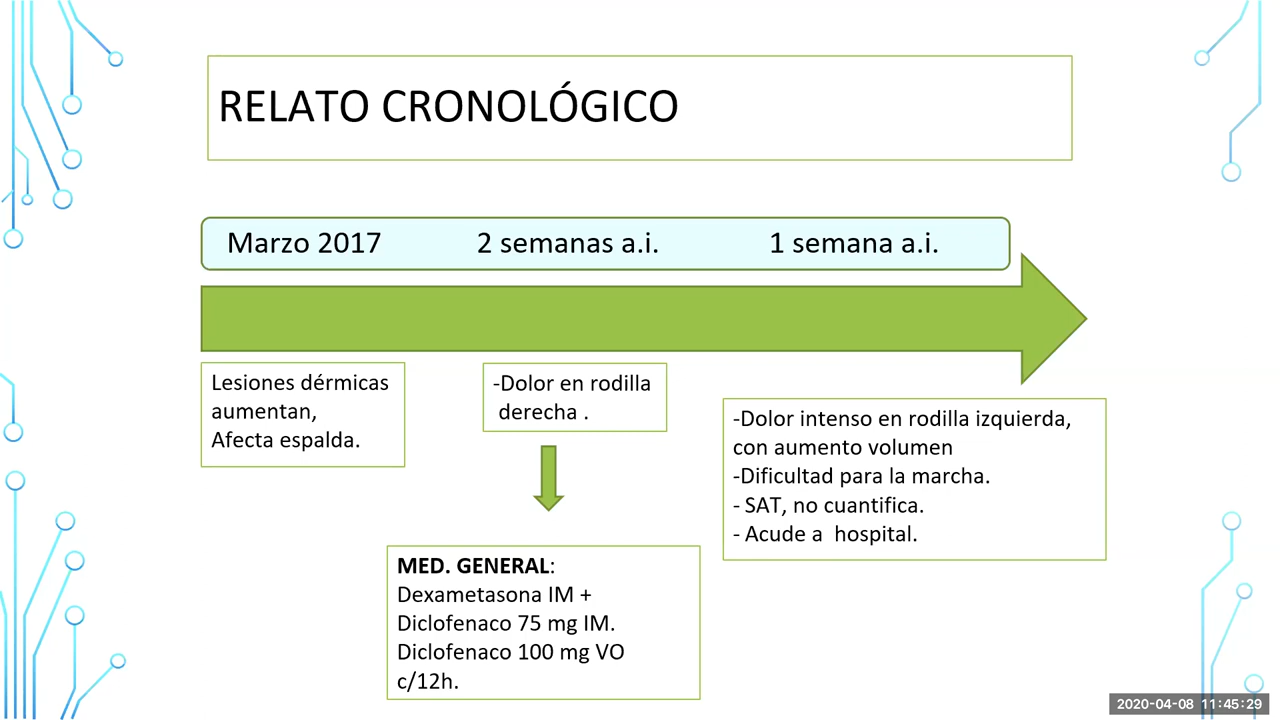 RELATO CRONOLÓGICO
Marzo 2017 2 semanas a.i. 1 semana a.i.
Lesiones dérmicas
aumentan,
Afecta espalda.
-Dolor en rodilla
derecha .
MED. GENERAL:
Dexametasona IM +
Diclofenaco 75 mg IM.
Diclofenaco 100 mg VO
c/12h.
-Dolor intenso en rodilla izquierda,
con aumento volumen
-Dificultad para la marcha.
- SAT, no cuantifica.
- Acude a hospital.
2020-04-08 11:45:29